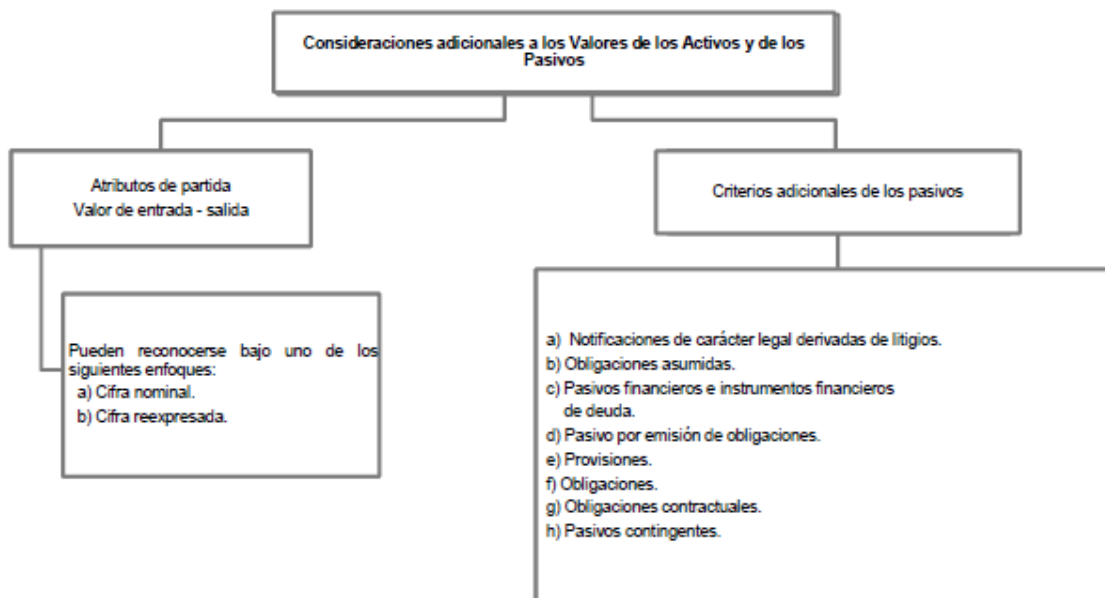 Consideraciones adicionales a los Valores de los Activos y de los
Pasivos
Atributos de partida
Valor de entrada - salida
Criterios adicionales de los pasivos
Pueden reconocerse bajo uno de los
siguientes enfoques:
a) Cifra nominal.
b) Cifra reexpresada.
a) Notificaciones de carácter legal derivadas de litigios.
b) Obligaciones asumidas.
c) Pasivos financieros e instrumentos financieros
de deuda.
d) Pasivo por emisión de obligaciones.
e) Provisiones.
f) Obligaciones.
g) Obligaciones contractuales.
h) Pasivos contingentes.